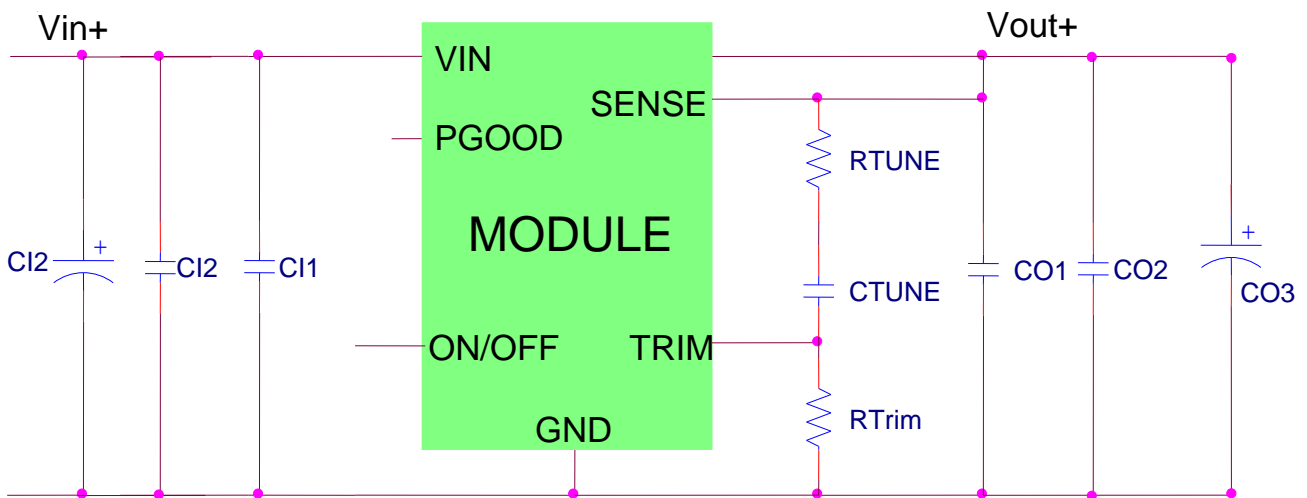 Vin+
Vout+
VIN
SENSE
PGOOD
RTUNE
MODULE
+
CI2
CI2
CI1
CTUNE
CO1
CO2
+
CO3
ON/OFF
TRIM
GND
RTrim